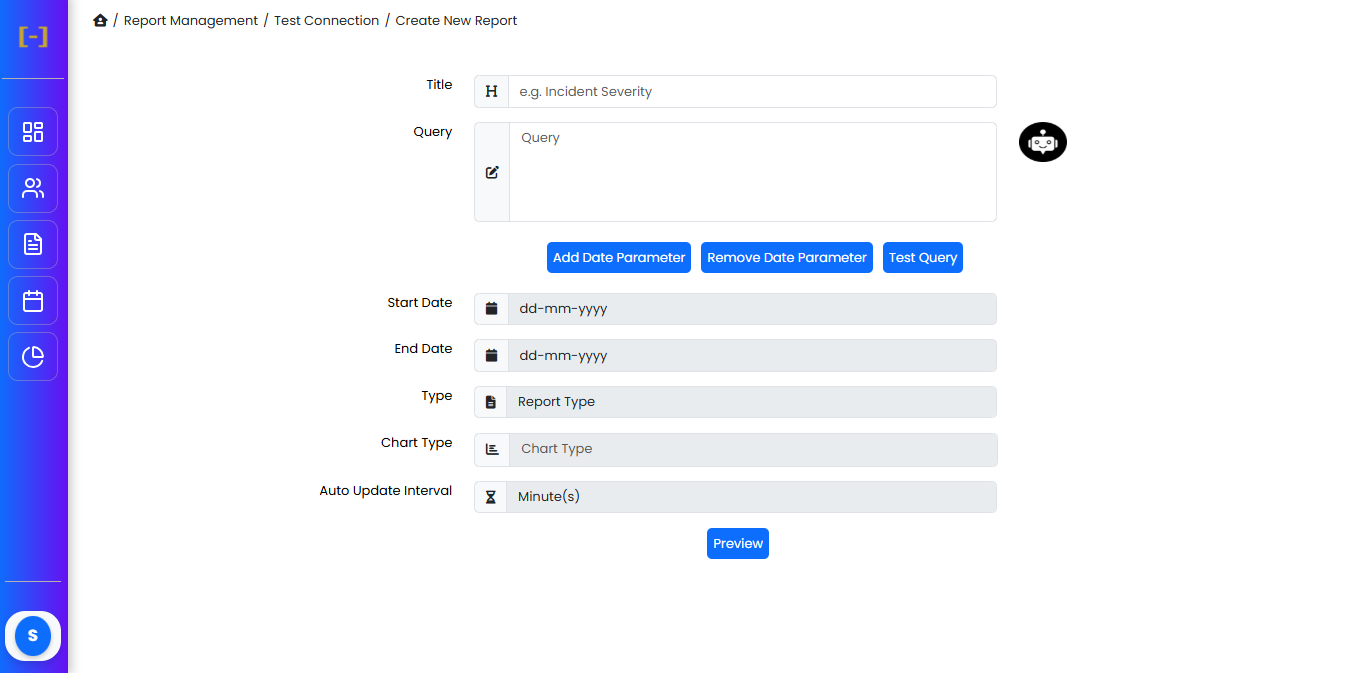 [-]
/ Report Management / Test Connection / Create New Report
Title
H e.g. Incident Severity
Query
Query
Add Date Parameter Remove Date Parameter Test Query
Start Date
dd-mm-yyyy
End Date
dd-mm-yyyy
Type
Report Type
Chart Type
Chart Type
Auto Update Interval
Minute(s)
Preview
S